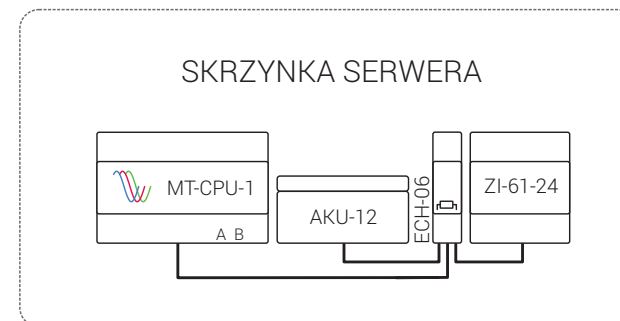 SKRZYNKA SERWERA
MT-CPU-1
A B
AKU-12
ECH-06
ZI-61-24